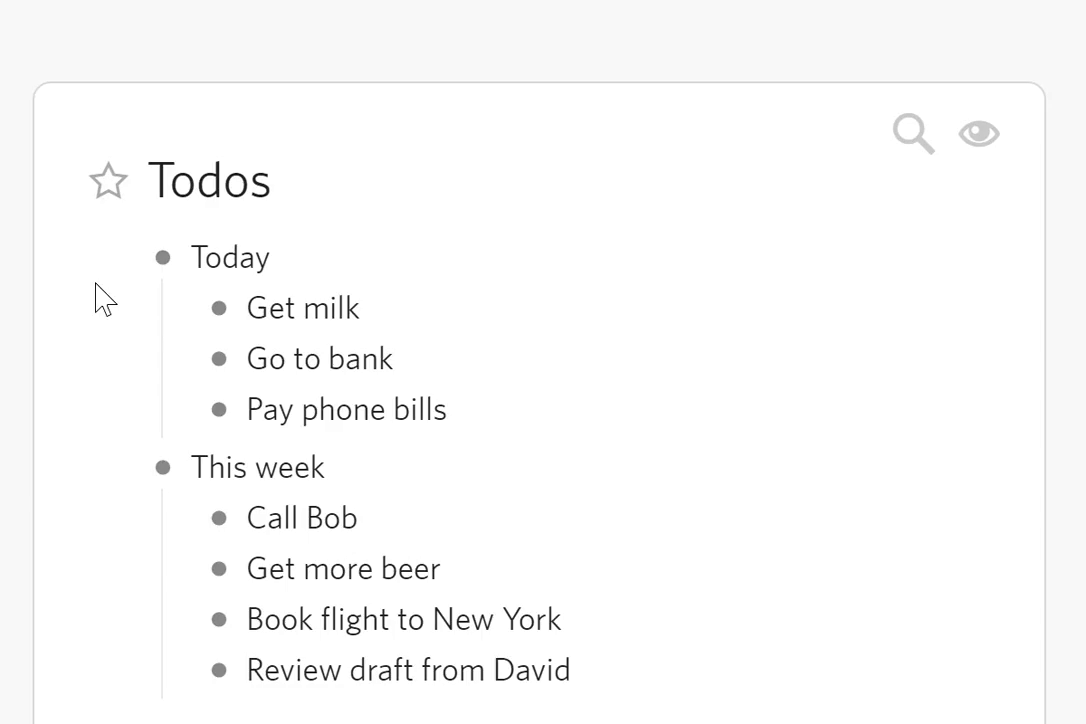 Todos
Today
Get milk
Go to bank
Pay phone bills
This week
Call Bob
Get more beer
Book flight to New York
Review draft from David